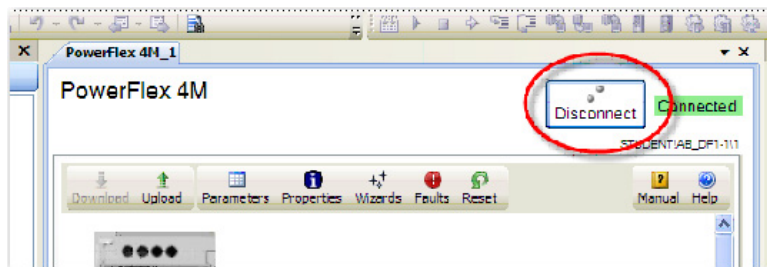 PowerFlex 4M_1
PowerFlex 4M
Disconnect
Connected
STUDENT\AB_DF1-1\1
Download Upload Parameters Properties Wizards Faults Reset Manual Help